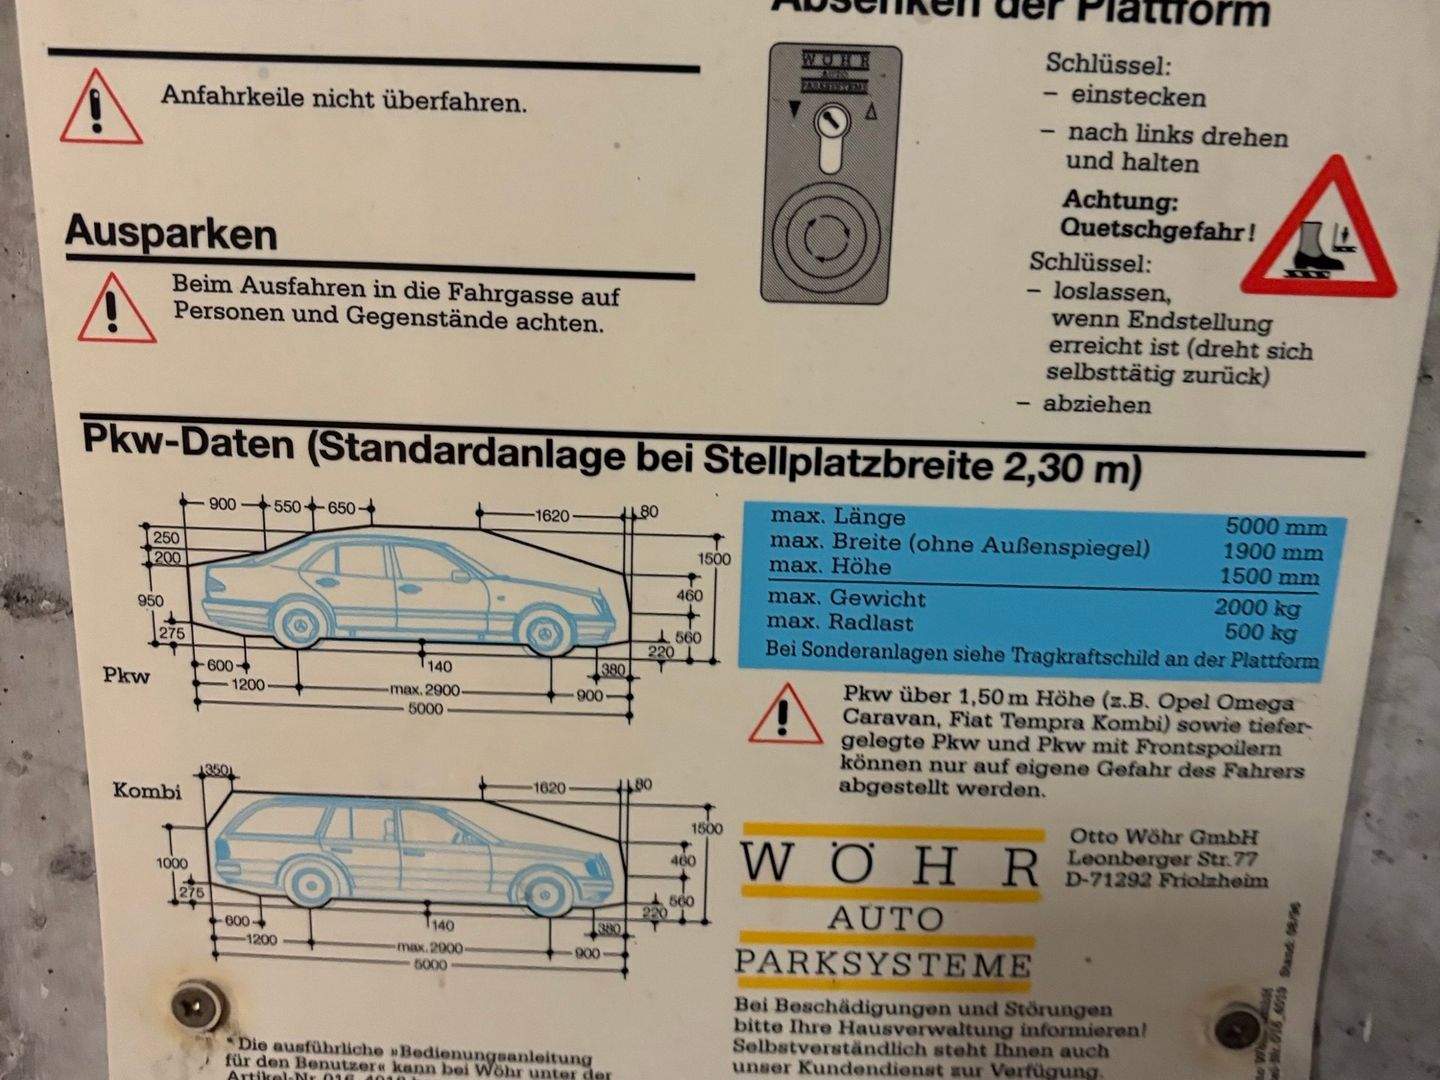 Absenken der Plattform
Anfahrkeile nicht überfahren.
Ausparken
Beim Ausfahren in die Fahrgasse auf
Personen und Gegenstände achten.
WÖHR
AUTO
PARKSYSTEME
Schlüssel:
– einstecken
– nach links drehen
und halten
Achtung:
Quetschgefahr!
Schlüssel:
– loslassen,
wenn Endstellung
erreicht ist (dreht sich
selbsttätig zurück)
– abziehen
Pkw-Daten (Standardanlage bei Stellplatzbreite 2,30 m)
900 550 650 1620 80
250
200
950
275
1500
460
560
220
600 140 380
1200 max. 2900 900
5000
Pkw
max. Länge 5000 mm
max. Breite (ohne Außenspiegel) 1900 mm
max. Höhe 1500 mm
max. Gewicht 2000 kg
max. Radlast 500 kg
Bei Sonderanlagen siehe Tragkraftschild an der Plattform
Pkw über 1,50 m Höhe (z.B. Opel Omega
Caravan, Fiat Tempra Kombi) sowie tiefer-
gelegte Pkw und Pkw mit Frontspoilern
können nur auf eigene Gefahr des Fahrers
abgestellt werden.
Kombi
350 1620 80
1000
275
1500
460
560
220
600 140 380
1200 max. 2900 900
5000
WÖHR
AUTO
PARKSYSTEME
Otto Wöhr GmbH
Leonberger Str. 77
D-71292 Friolzheim
Bei Beschädigungen und Störungen
bitte Ihre Hausverwaltung informieren!
Selbstverständlich steht Ihnen auch
unser Kundendienst zur Verfügung.
* Die ausführliche »Bedienungsanleitung
für den Benutzer« kann bei Wöhr unter der
Artikel-Nr.
Stand: 06/96